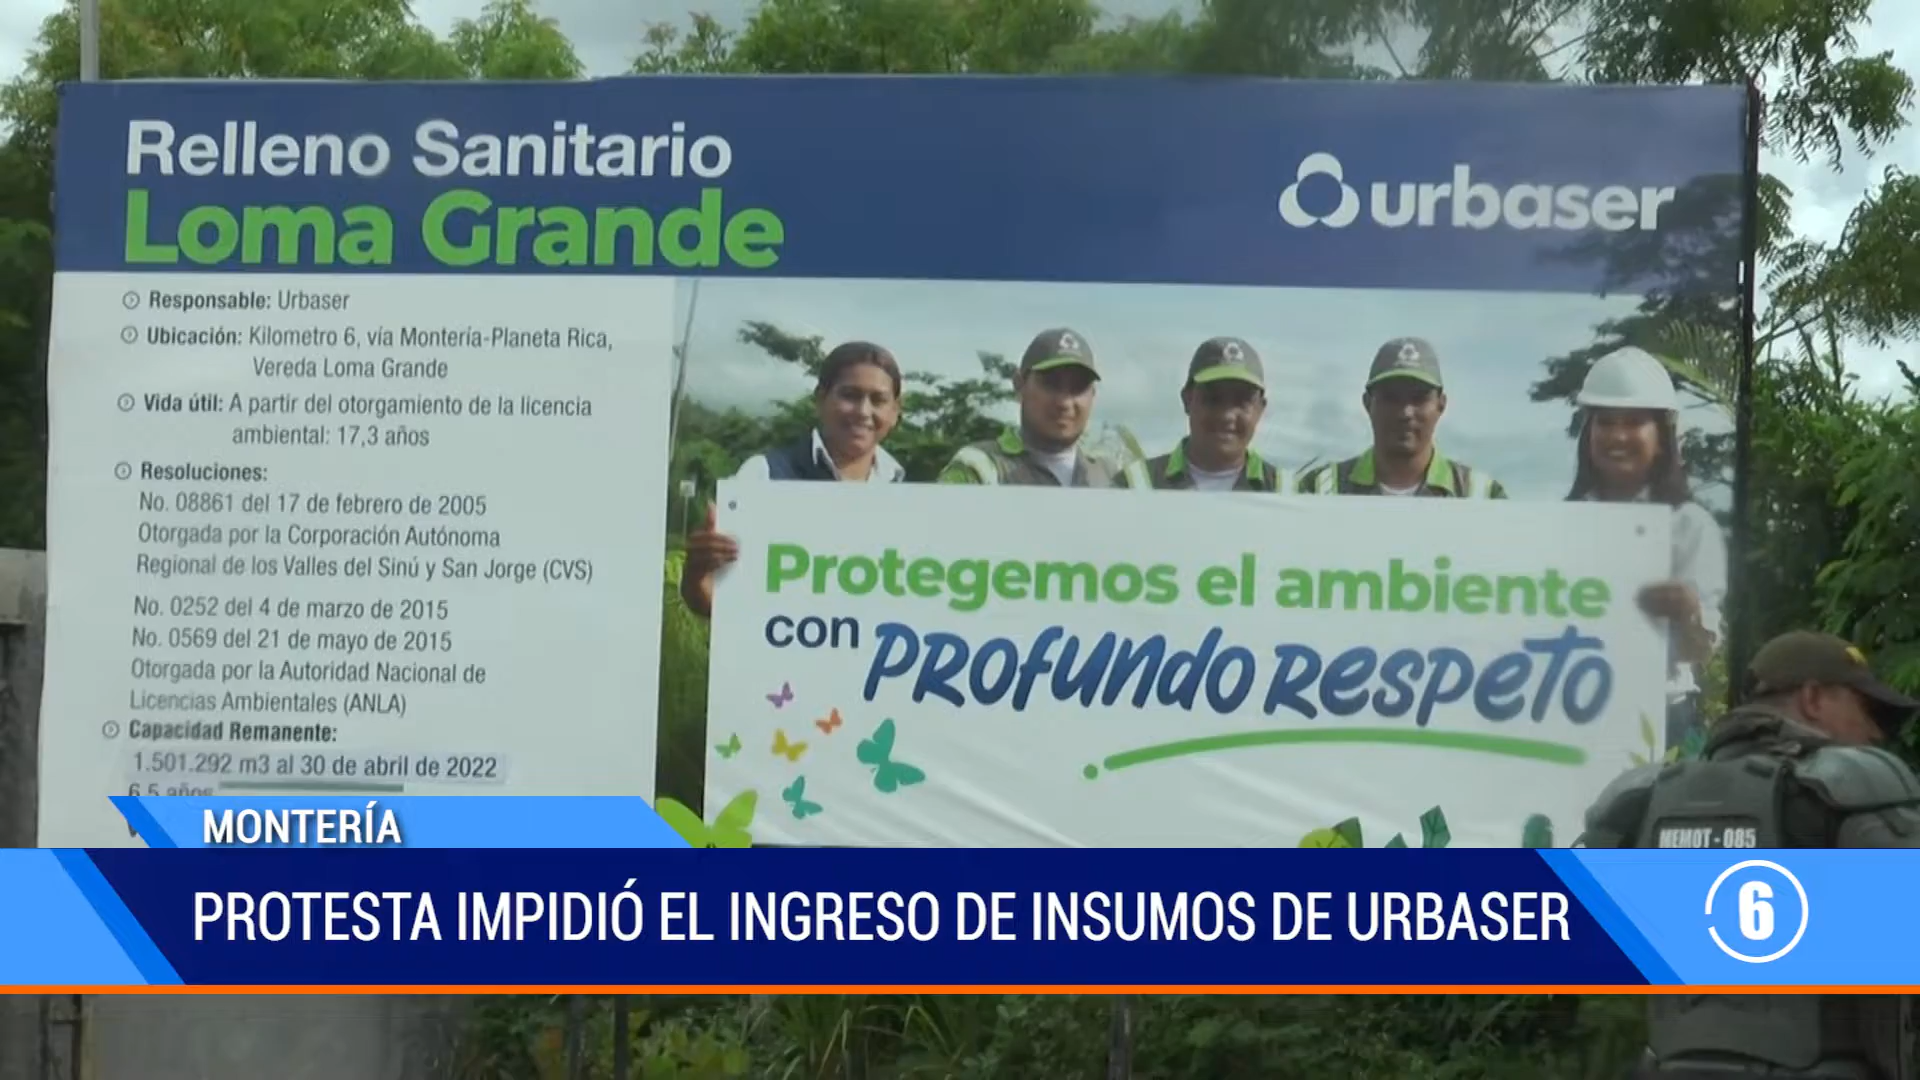 Relleno Sanitario
Loma Grande
urbaser
Responsable: Urbaser
Ubicación: Kilometro 6, vía Montería-Planeta Rica,
Vereda Loma Grande
Vida útil: A partir del otorgamiento de la licencia
ambiental: 17,3 años
Resoluciones:
No. 08861 del 17 de febrero de 2005
Otorgada por la Corporación Autónoma
Regional de los Valles del Sinú y San Jorge (CVS)
No. 0252 del 4 de marzo de 2015
No. 0569 del 21 de mayo de 2015
Otorgada por la Autoridad Nacional de
Licencias Ambientales (ANLA)
Capacidad Remanente:
1.501.292 m3 al 30 de abril de 2022
6.5 años
Protegemos el ambiente
con PROfUNdO RespeTO
MEMOT - 085
MONTERÍA
PROTESTA IMPIDIÓ EL INGRESO DE INSUMOS DE URBASER
6